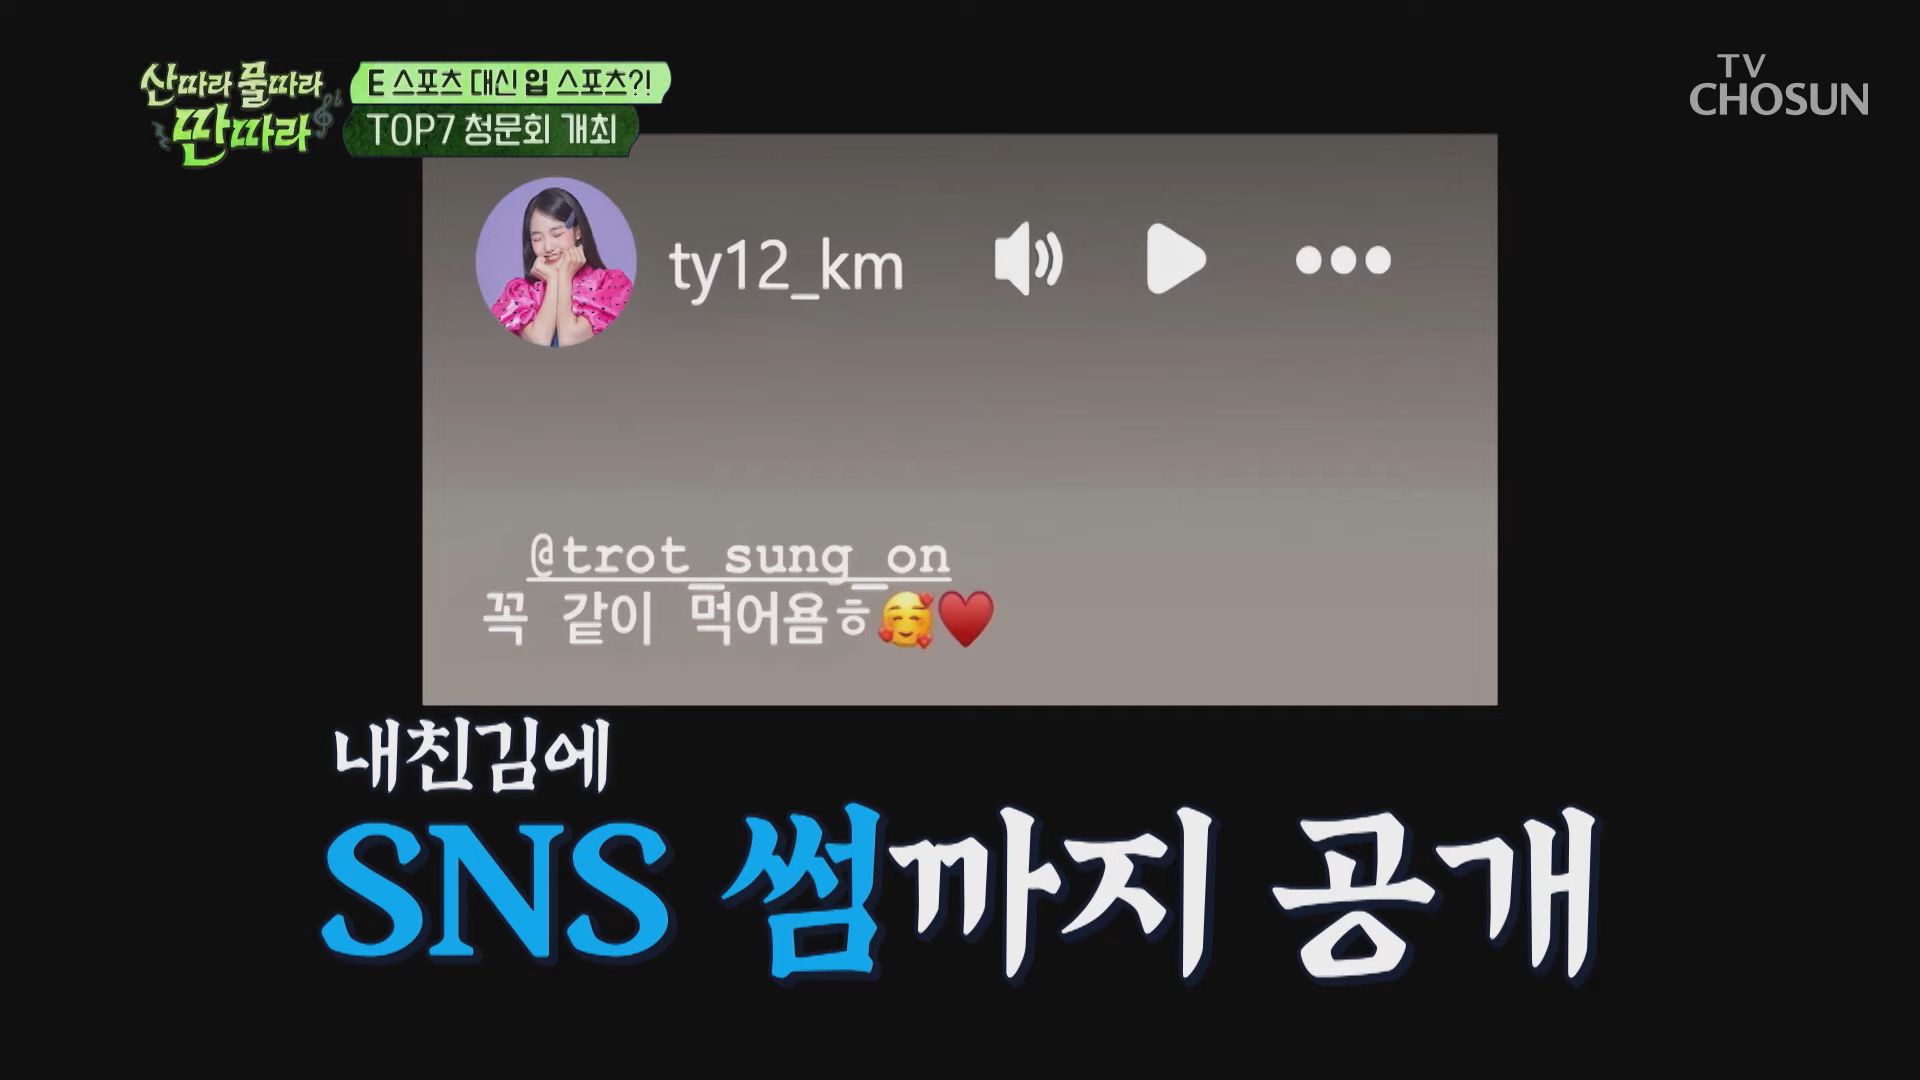 산따라 물따라
딴따라
E 스포츠 대신 입 스포츠?!
TOP7 청문회 개최
TV
CHOSUN
ty12_km
@trot_sung_on
꼭 같이 먹어욤ㅎ🥰♥️
내친김에
SNS 썸까지 공개